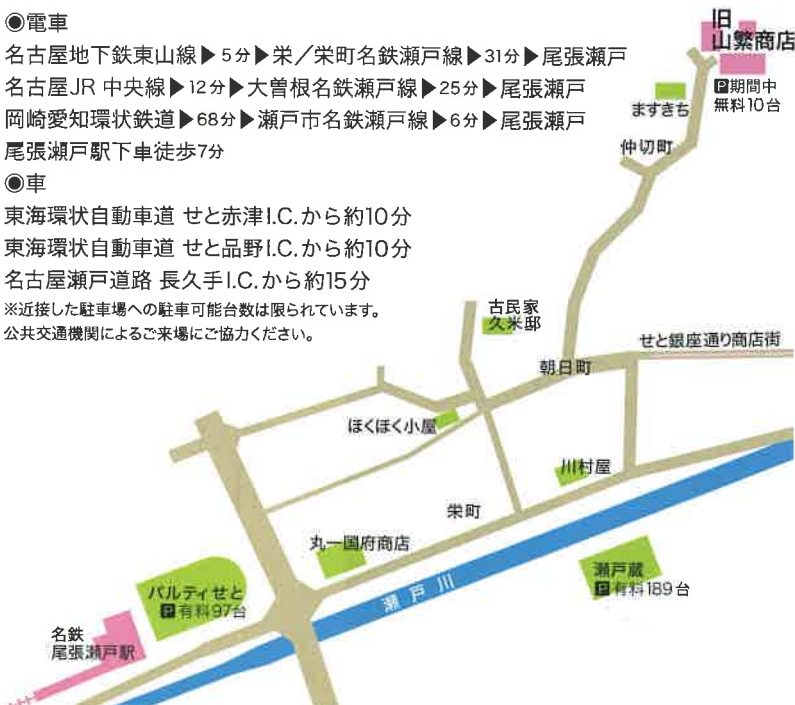 ◉電車
名古屋地下鉄東山線▶5分▶栄／栄町名鉄瀬戸線▶31分▶尾張瀬戸
名古屋JR 中央線▶12分▶大曽根名鉄瀬戸線▶25分▶尾張瀬戸
岡崎愛知環状鉄道▶68分▶瀬戸市名鉄瀬戸線▶6分▶尾張瀬戸
尾張瀬戸駅下車徒歩7分
◉車
東海環状自動車道 せと赤津I.C.から約10分
東海環状自動車道 せと品野I.C.から約10分
名古屋瀬戸道路 長久手I.C.から約15分
※近接した駐車場への駐車可能台数は限られています。
公共交通機関によるご来場にご協力ください。
旧
山繁商店
P期間中
無料10台
ますきち
仲切町
古民家
久米邸
せと銀座通り商店街
朝日町
ほくほく小屋
川村屋
栄町
丸一国府商店
瀬戸蔵
P有料189台
パルティせと
P有料97台
瀬戸川
名鉄
尾張瀬戸駅